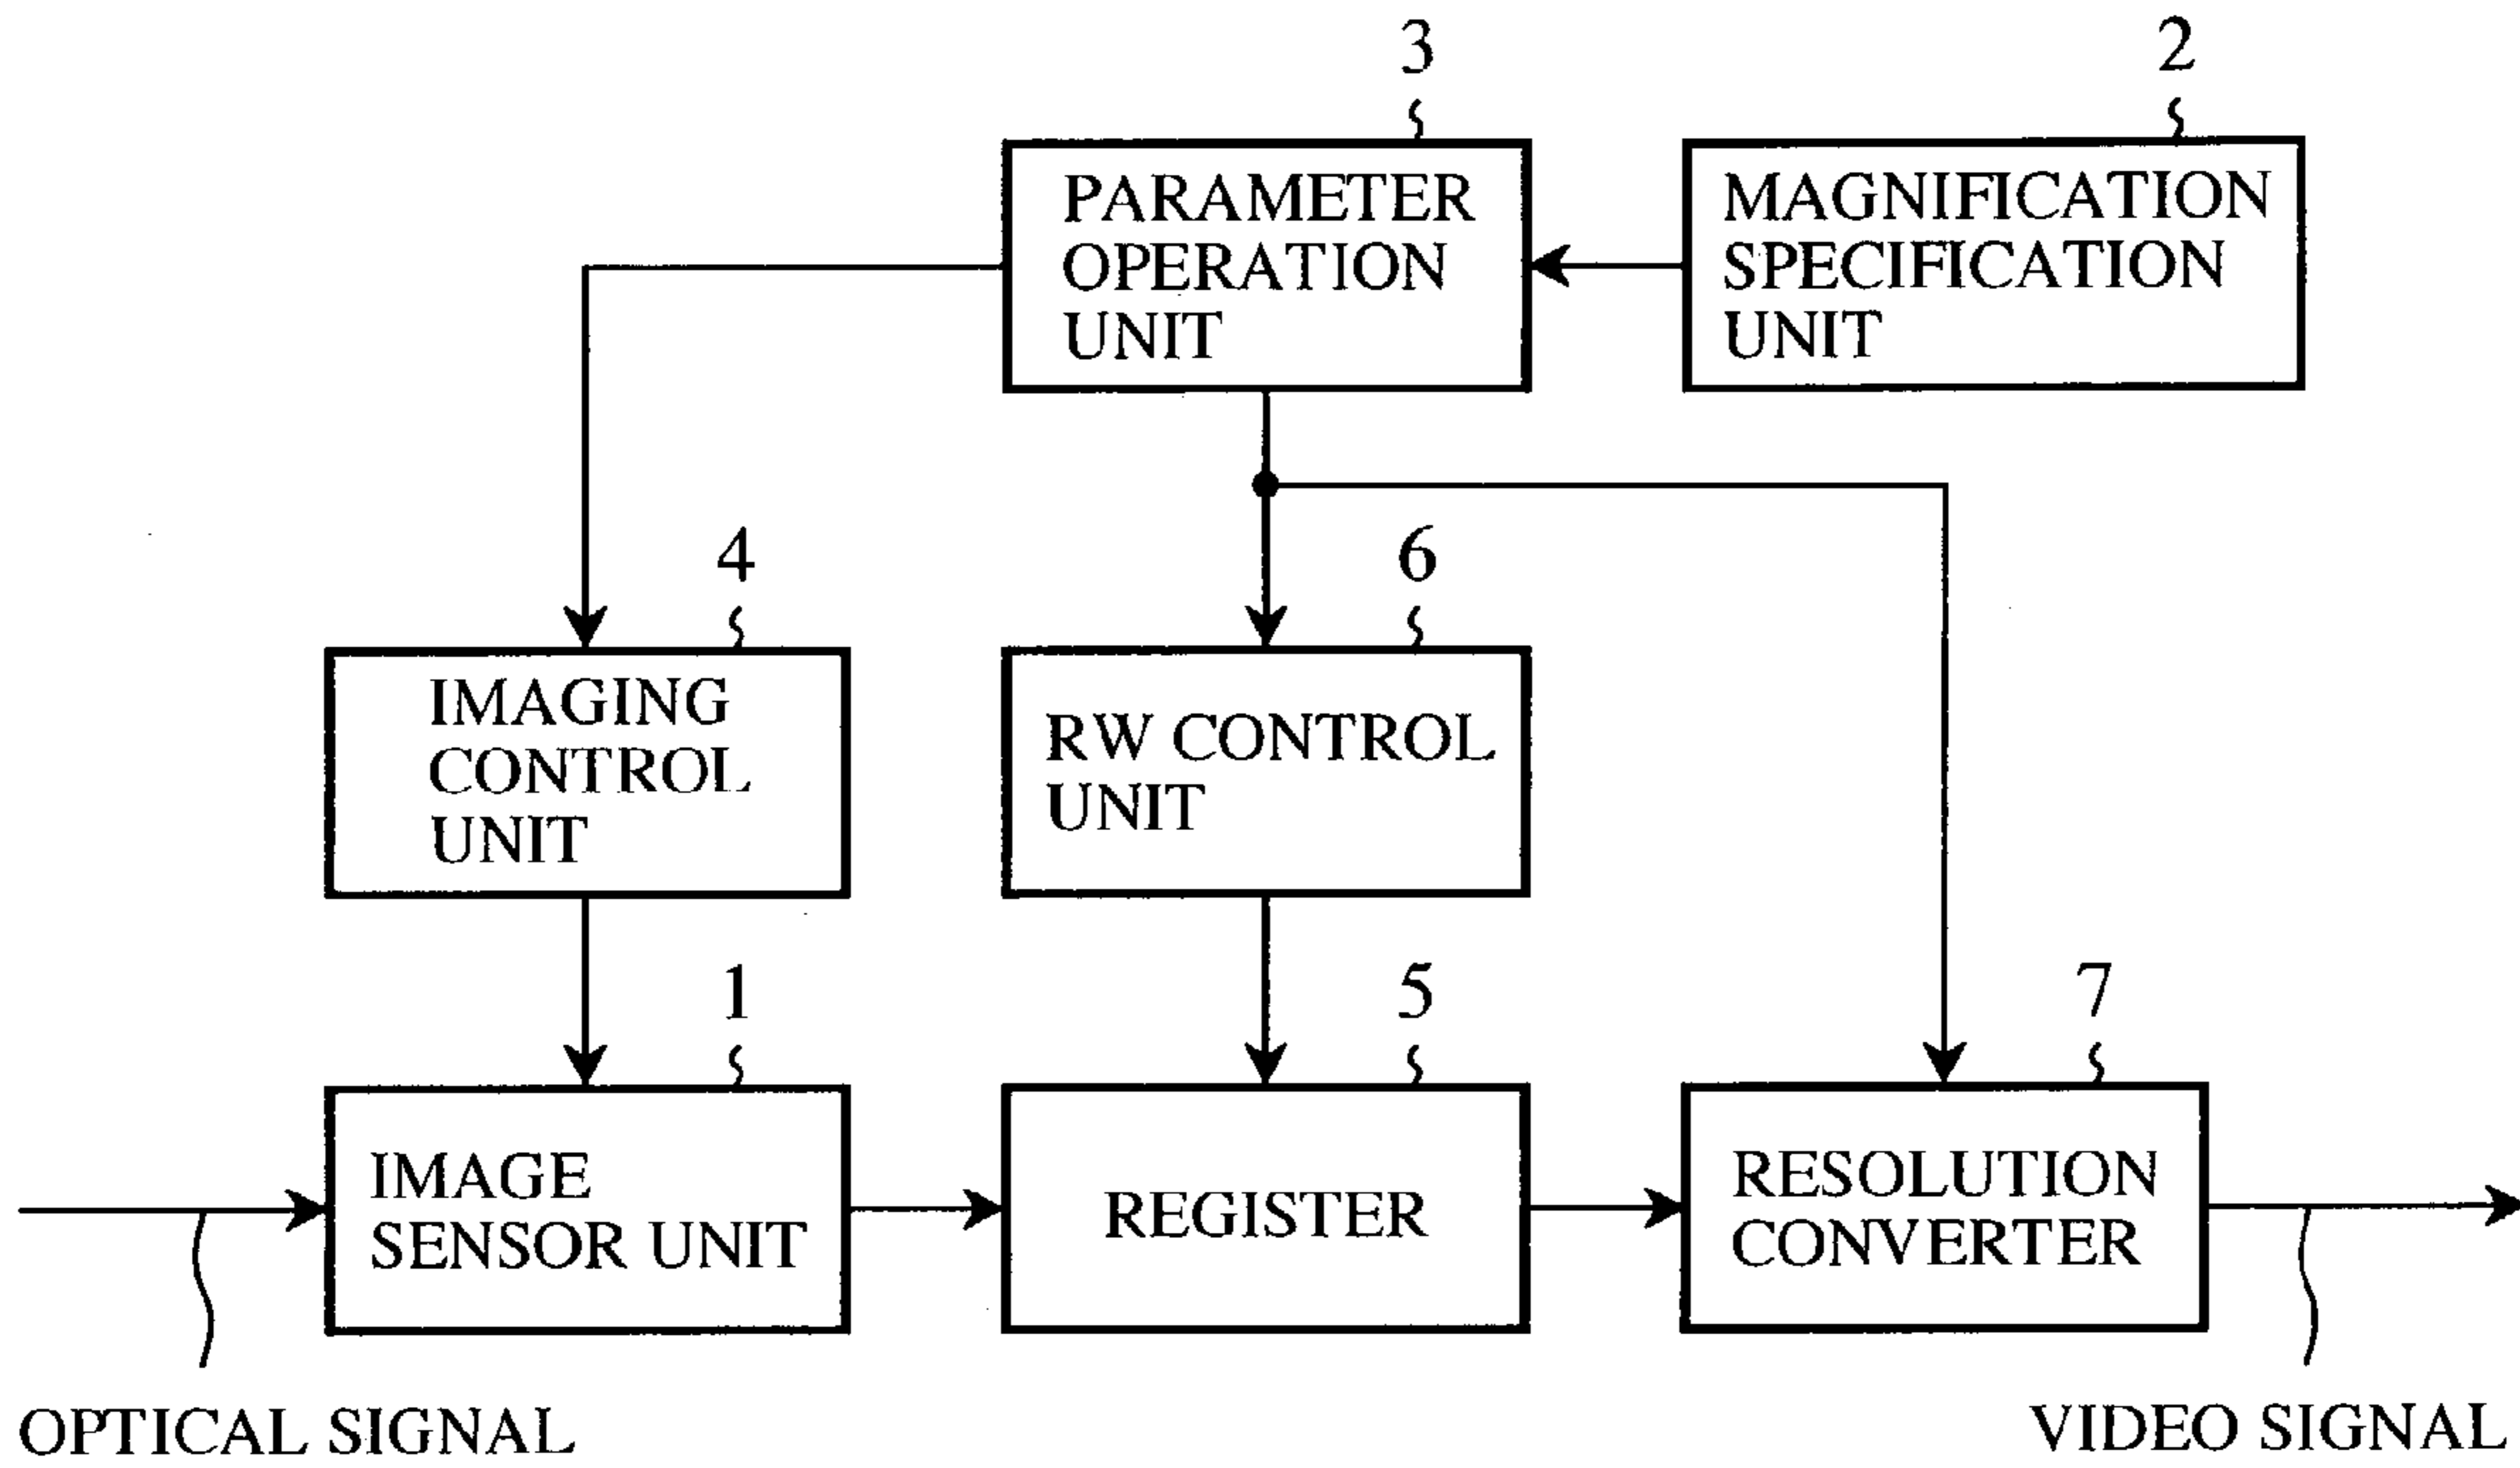 3
2
PARAMETER
OPERATION
UNIT
MAGNIFICATION
SPECIFICATION
UNIT
4
6
IMAGING
CONTROL
UNIT
RW CONTROL
UNIT
1
5
7
IMAGE
SENSOR UNIT
REGISTER
RESOLUTION
CONVERTER
OPTICAL SIGNAL
VIDEO SIGNAL